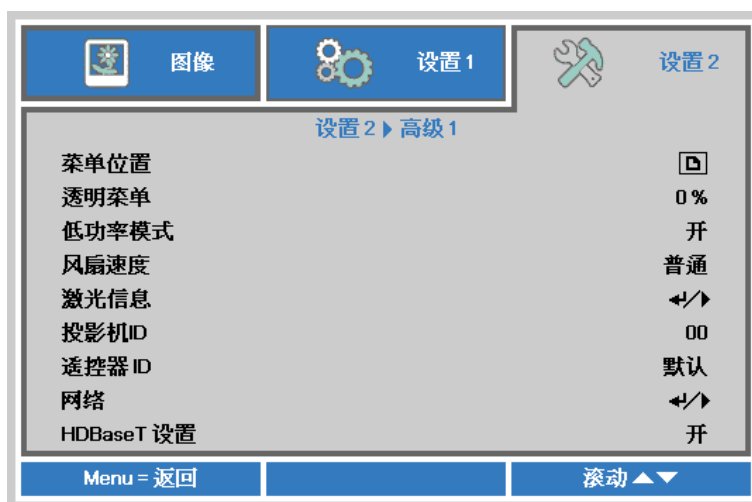 图像 设置 1 设置 2
设置 2 ▶ 高级 1
菜单位置
透明菜单 0 %
低功率模式 开
风扇速度 普通
激光信息 ↵/▶
投影机ID 00
遥控器 ID 默认
网络 ↵/▶
HDBaseT 设置 开
Menu = 返回 滚动 ▲▼